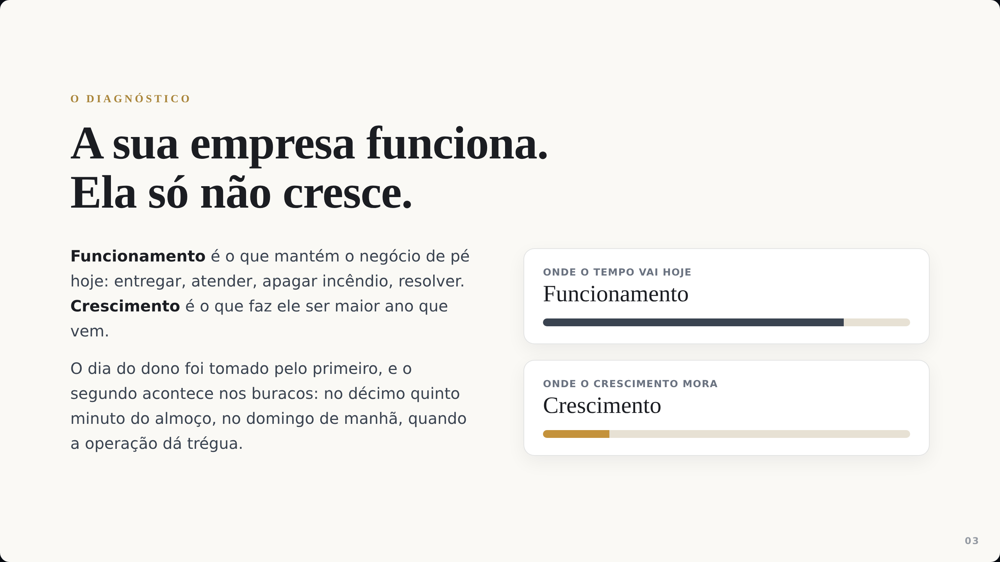 O DIAGNÓSTICO
A sua empresa funciona.
Ela só não cresce.
Funcionamento é o que mantém o negócio de pé
hoje: entregar, atender, apagar incêndio, resolver.
Crescimento é o que faz ele ser maior ano que
vem.
O dia do dono foi tomado pelo primeiro, e o
segundo acontece nos buracos: no décimo quinto
minuto do almoço, no domingo de manhã, quando
a operação dá trégua.
ONDE O TEMPO VAI HOJE
Funcionamento
ONDE O CRESCIMENTO MORA
Crescimento
03